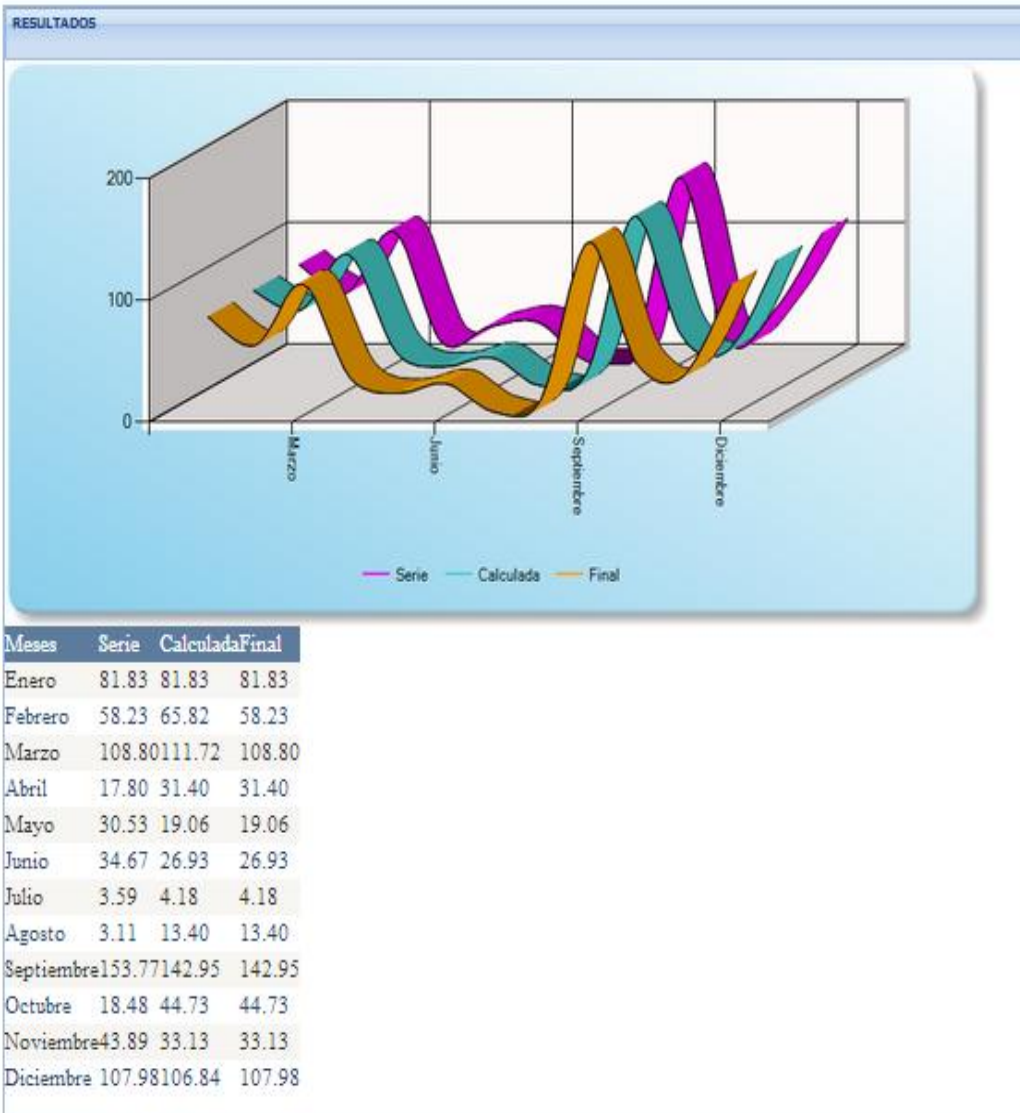 RESULTADOS
200
100
0
Marzo
Junio
Septiembre
Diciembre
Serie Calculada Final
Meses Serie Calculada Final
Enero 81.83 81.83 81.83
Febrero 58.23 65.82 58.23
Marzo 108.80 111.72 108.80
Abril 17.80 31.40 31.40
Mayo 30.53 19.06 19.06
Junio 34.67 26.93 26.93
Julio 3.59 4.18 4.18
Agosto 3.11 13.40 13.40
Septiembre 153.77 142.95 142.95
Octubre 18.48 44.73 44.73
Noviembre 43.89 33.13 33.13
Diciembre 107.98 106.84 107.98